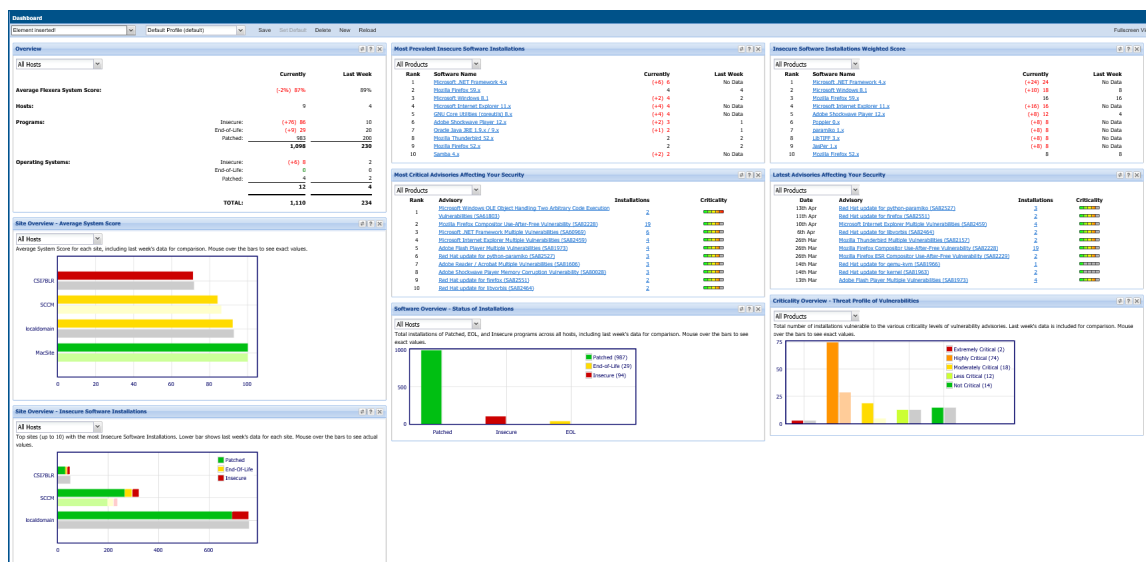 Dashboard
Element inserted! Default Profile (default) Save Set Default Delete New Reload Fullscreen Vi
Overview
All Hosts
Currently Last Week
Average Flexera System Score: (-2%) 87% 89%
Hosts: 9 4
Programs: Insecure: (+76) 86 10
End-of-Life: (+9) 29 20
Patched: 983 200
1,098 230
Operating Systems: Insecure: (+6) 8 2
End-of-Life: 0 0
Patched: 4 2
12 4
TOTAL: 1,110 234
Site Overview - Average System Score
All Hosts
Average System Score for each site, including last week's data for comparison. Mouse over the bars to see exact values.
CSI7BLR
SCCM
localdomain
MacSite
0 20 40 60 80 100
Site Overview - Insecure Software Installations
All Hosts
Top sites (up to 10) with the most Insecure Software Installations. Lower bar shows last week's data for each site. Mouse over the bars to see actual
values.
Patched
End-Of-Life
Insecure
CSI7BLR
SCCM
localdomain
0 200 400 600
Most Prevalent Insecure Software Installations
All Products
Rank Software Name Currently Last Week
1 Microsoft .NET Framework 4.x (+6) 6 No Data
2 Mozilla Firefox 59.x 4 4
3 Microsoft Windows 8.1 (+2) 4 2
4 Microsoft Internet Explorer 11.x (+4) 4 No Data
5 GNU Core Utilities (coreutils) 8.x (+4) 4 No Data
6 Adobe Shockwave Player 12.x (+2) 3 1
7 Oracle Java JRE 1.9.x / 9.x (+1) 2 1
8 Mozilla Thunderbird 52.x 2 2
9 Mozilla Firefox 52.x 2 2
10 Samba 4.x (+2) 2 No Data
Most Critical Advisories Affecting Your Security
All Products
Rank Advisory Installations Criticality
1 Microsoft Windows OLE Object Handling Two Arbitrary Code Execution
Vulnerabilities (SA61803) 2
2 Mozilla Firefox Compositor Use-After-Free Vulnerability (SA82228) 19
3 Microsoft .NET Framework Multiple Vulnerabilities (SA80969) 6
4 Microsoft Internet Explorer Multiple Vulnerabilities (SA82459) 4
5 Adobe Flash Player Multiple Vulnerabilities (SA81973) 4
6 Red Hat update for python-paramiko (SA82527) 3
7 Adobe Reader / Acrobat Multiple Vulnerabilities (SA81606) 3
8 Adobe Shockwave Player Memory Corruption Vulnerability (SA80028) 3
9 Red Hat update for firefox (SA82551) 2
10 Red Hat update for libvorbis (SA82464) 2
Software Overview - Status of Installations
All Hosts
Total installations of Patched, EOL, and Insecure programs across all hosts, including last week's data for comparison. Mouse over the bars to see
exact values.
1000
500
0
Patched (987)
End-of-Life (29)
Insecure (94)
Patched Insecure EOL
Insecure Software Installations Weighted Score
All Products
Rank Software Name Currently Last Week
1 Microsoft .NET Framework 4.x (+24) 24 No Data
2 Microsoft Windows 8.1 (+10) 18 8
3 Mozilla Firefox 59.x 16 16
4 Microsoft Internet Explorer 11.x (+16) 16 No Data
5 Adobe Shockwave Player 12.x (+8) 12 4
6 Poppler 0.x (+8) 8 No Data
7 paramiko 1.x (+8) 8 No Data
8 LibTIFF 3.x (+8) 8 No Data
9 JasPer 1.x (+8) 8 No Data
10 Mozilla Firefox 52.x 8 8
Latest Advisories Affecting Your Security
All Products
Date Advisory Installations Criticality
13th Apr Red Hat update for python-paramiko (SA82527) 3
11th Apr Red Hat update for firefox (SA82551) 2
10th Apr Microsoft Internet Explorer Multiple Vulnerabilities (SA82459) 4
6th Apr Red Hat update for libvorbis (SA82464) 2
26th Mar Mozilla Thunderbird Multiple Vulnerabilities (SA82157) 2
26th Mar Mozilla Firefox Compositor Use-After-Free Vulnerability (SA82228) 19
26th Mar Mozilla Firefox ESR Compositor Use-After-Free Vulnerability (SA82229) 2
14th Mar Red Hat update for qemu-kvm (SA81966) 1
14th Mar Red Hat update for kernel (SA81963) 2
13th Mar Adobe Flash Player Multiple Vulnerabilities (SA81973) 4
Criticality Overview - Threat Profile of Vulnerabilities
All Products
Total number of installations vulnerable to the various criticality levels of vulnerability advisories. Last week's data is included for comparison. Mouse
over the bars to see exact values.
75
50
25
0
Extremely Critical (2)
Highly Critical (74)
Moderately Critical (18)
Less Critical (12)
Not Critical (14)